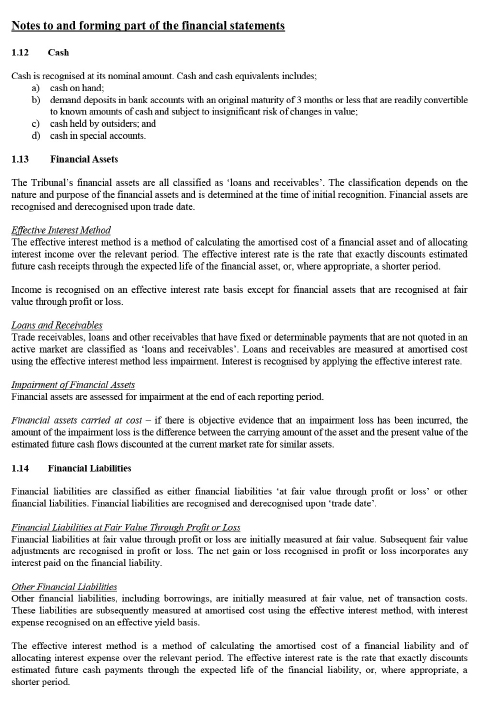 Notes to and forming part of the financial statements
1.12 Cash
Cash is recognised at its nominal amount. Cash and cash equivalents includes;
a) cash on hand;
b) demand deposits in bank accounts with an original maturity of 3 months or less that are readily convertible
to known amounts of cash and subject to insignificant risk of changes in value;
c) cash held by outsiders; and
d) cash in special accounts.
1.13 Financial Assets
The Tribunal's financial assets are all classified as 'loans and receivables'. The classification depends on the
nature and purpose of the financial assets and is determined at the time of initial recognition. Financial assets are
recognised and derecognised upon trade date.
Effective Interest Method
The effective interest method is a method of calculating the amortised cost of a financial asset and of allocating
interest income over the relevant period. The effective interest rate is the rate that exactly discounts estimated
future cash receipts through the expected life of the financial asset, or, where appropriate, a shorter period.
Income is recognised on an effective interest rate basis except for financial assets that are recognised at fair
value through profit or loss.
Loans and Receivables
Trade receivables, loans and other receivables that have fixed or determinable payments that are not quoted in an
active market are classified as 'loans and receivables'. Loans and receivables are measured at amortised cost
using the effective interest method less impairment. Interest is recognised by applying the effective interest rate.
Impairment of Financial Assets
Financial assets are assessed for impairment at the end of each reporting period.
Financial assets carried at cost – if there is objective evidence that an impairment loss has been incurred, the
amount of the impairment loss is the difference between the carrying amount of the asset and the present value of the
estimated future cash flows discounted at the current market rate for similar assets.
1.14 Financial Liabilities
Financial liabilities are classified as either financial liabilities 'at fair value through profit or loss' or other
financial liabilities. Financial liabilities are recognised and derecognised upon 'trade date'.
Financial Liabilities at Fair Value Through Profit or Loss
Financial liabilities at fair value through profit or loss are initially measured at fair value. Subsequent fair value
adjustments are recognised in profit or loss. The net gain or loss recognised in profit or loss incorporates any
interest paid on the financial liability.
Other Financial Liabilities
Other financial liabilities, including borrowings, are initially measured at fair value, net of transaction costs.
These liabilities are subsequently measured at amortised cost using the effective interest method, with interest
expense recognised on an effective yield basis.
The effective interest method is a method of calculating the amortised cost of a financial liability and of
allocating interest expense over the relevant period. The effective interest rate is the rate that exactly discounts
estimated future cash payments through the expected life of the financial liability, or, where appropriate, a
shorter period.